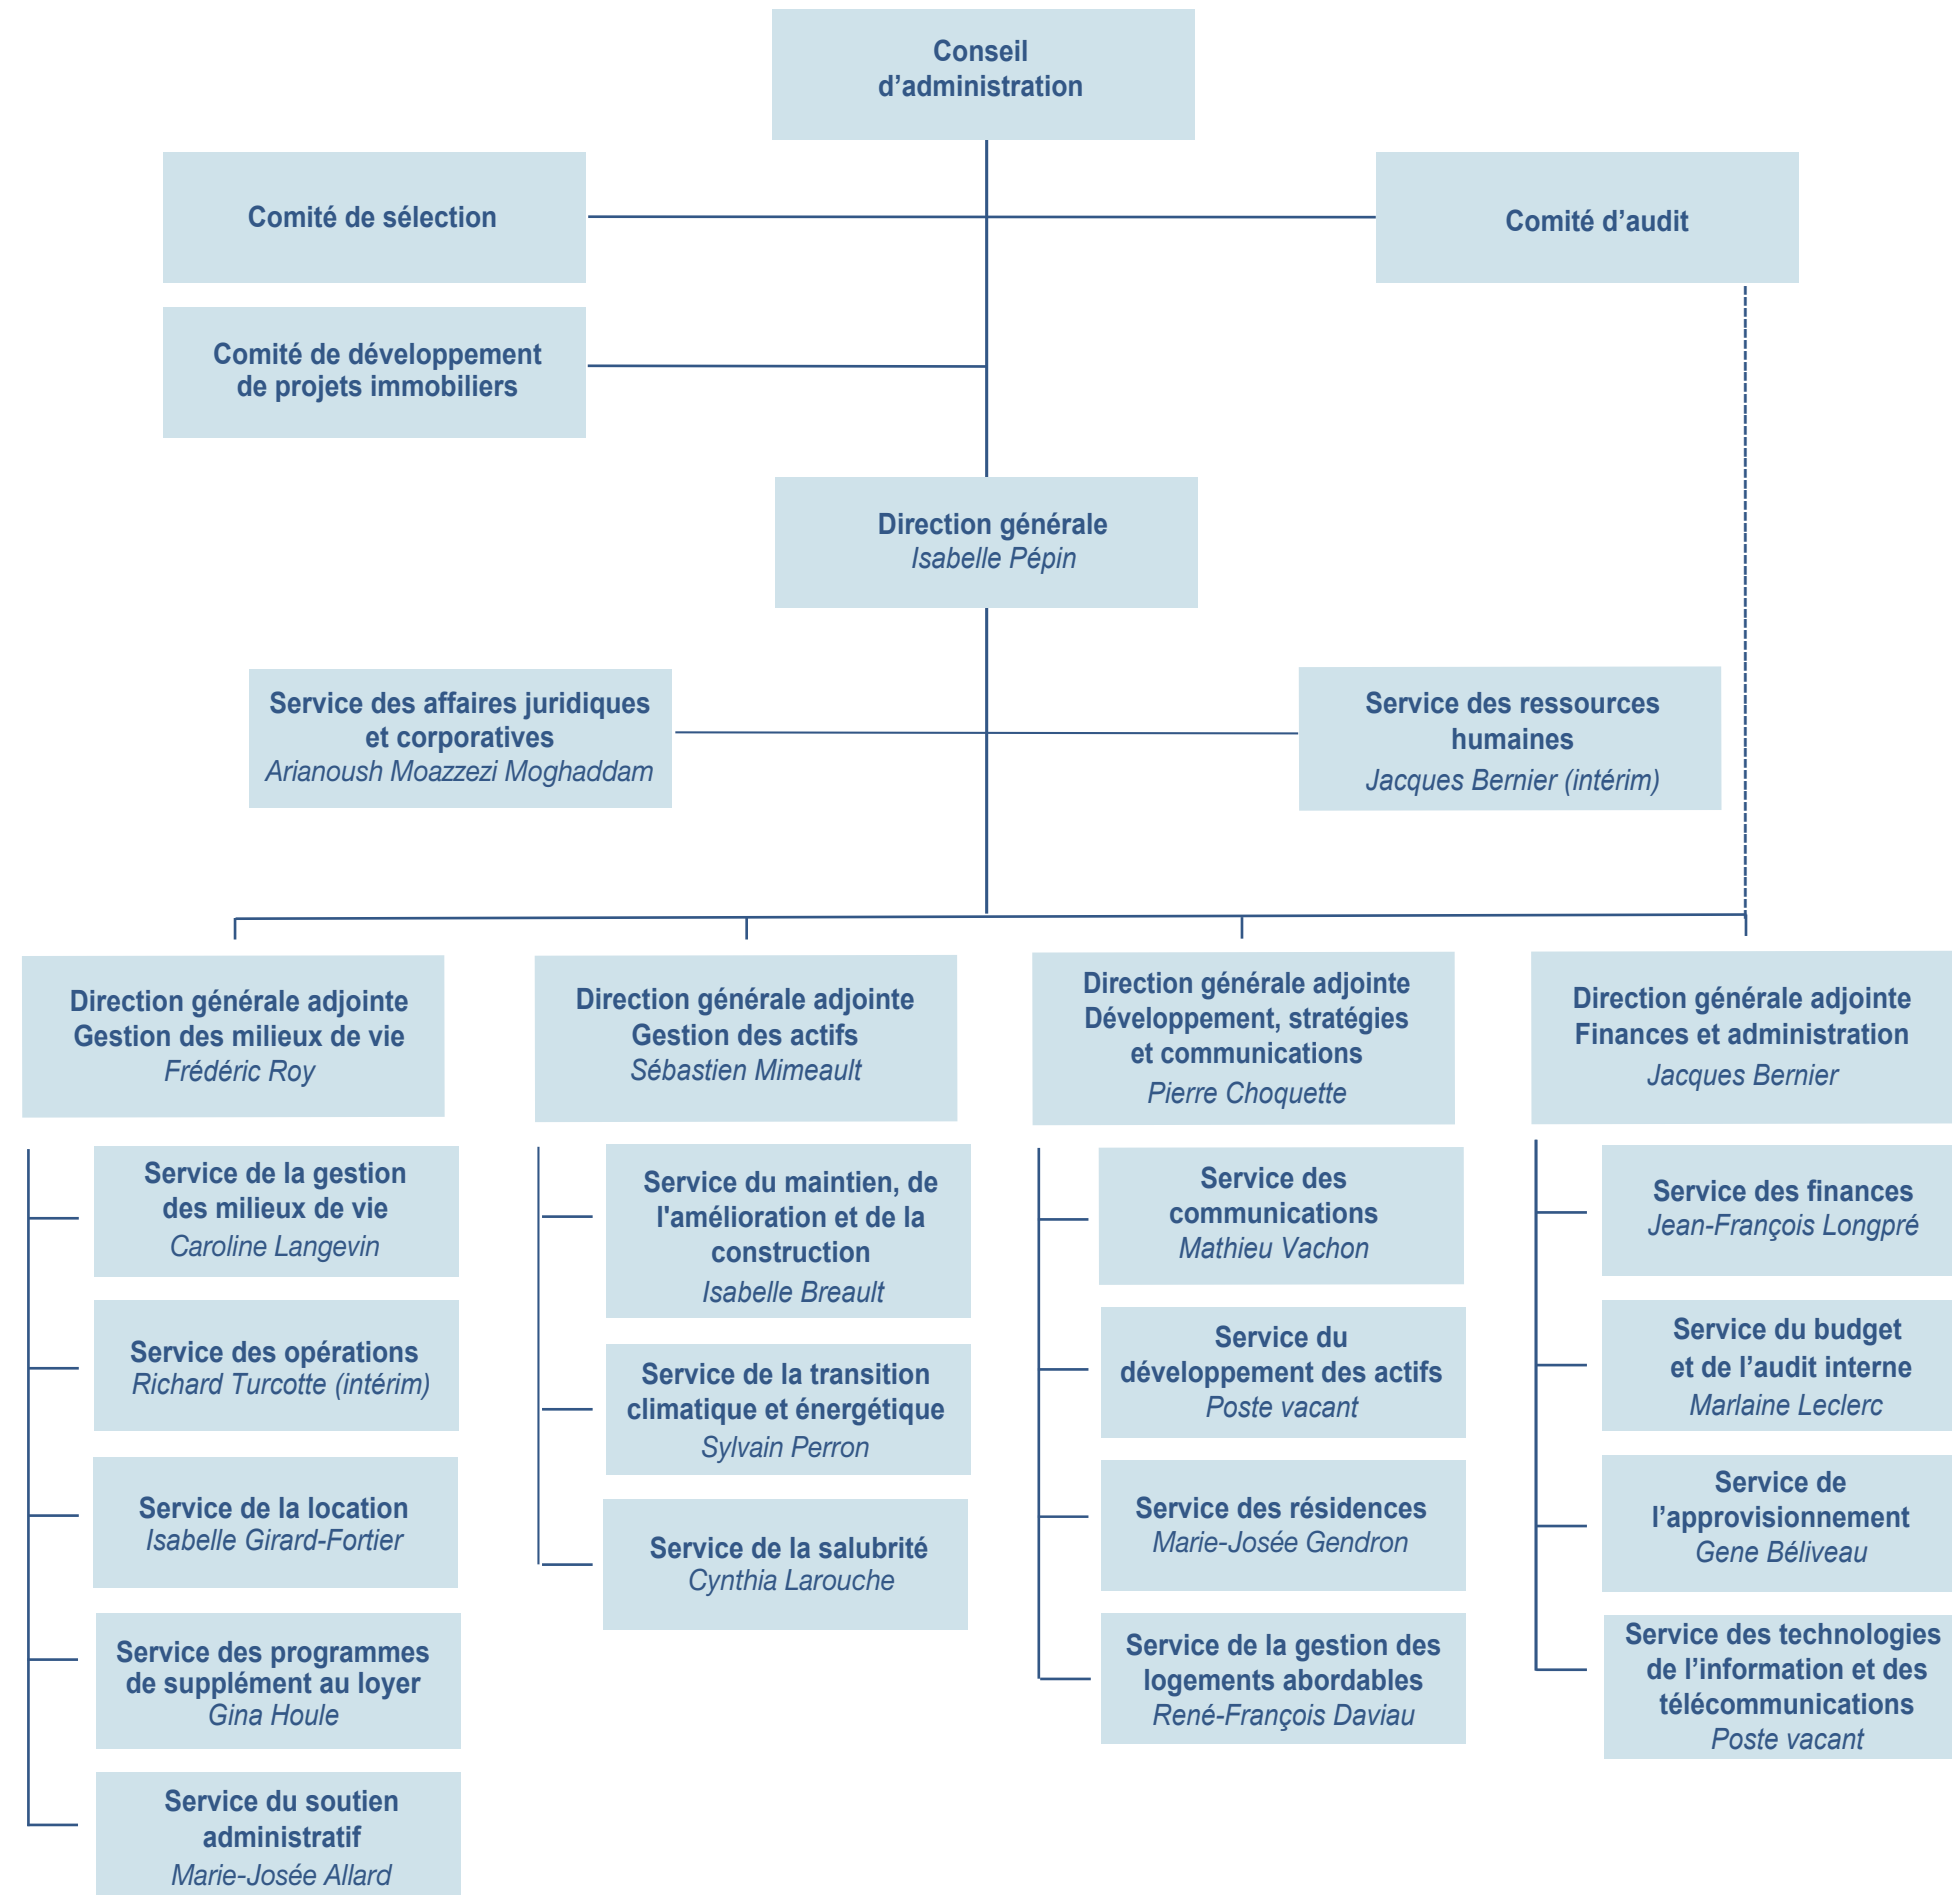 Conseil
d’administration
Comité de sélection
Comité d’audit
Comité de développement
de projets immobiliers
Direction générale
Isabelle Pépin
Service des affaires juridiques
et corporatives
Arianoush Moazzezi Moghaddam
Service des ressources
humaines
Jacques Bernier (intérim)
Direction générale adjointe
Gestion des milieux de vie
Frédéric Roy
Service de la gestion
des milieux de vie
Caroline Langevin
Service des opérations
Richard Turcotte (intérim)
Service de la location
Isabelle Girard-Fortier
Service des programmes
de supplément au loyer
Gina Houle
Service du soutien
administratif
Marie-Josée Allard
Direction générale adjointe
Gestion des actifs
Sébastien Mimeault
Service du maintien, de
l'amélioration et de la
construction
Isabelle Breault
Service de la transition
climatique et énergétique
Sylvain Perron
Service de la salubrité
Cynthia Larouche
Direction générale adjointe
Développement, stratégies
et communications
Pierre Choquette
Service des
communications
Mathieu Vachon
Service du
développement des actifs
Poste vacant
Service des résidences
Marie-Josée Gendron
Service de la gestion des
logements abordables
René-François Daviau
Direction générale adjointe
Finances et administration
Jacques Bernier
Service des finances
Jean-François Longpré
Service du budget
et de l’audit interne
Marlaine Leclerc
Service de
l’approvisionnement
Gene Béliveau
Service des technologies
de l’information et des
télécommunications
Poste vacant